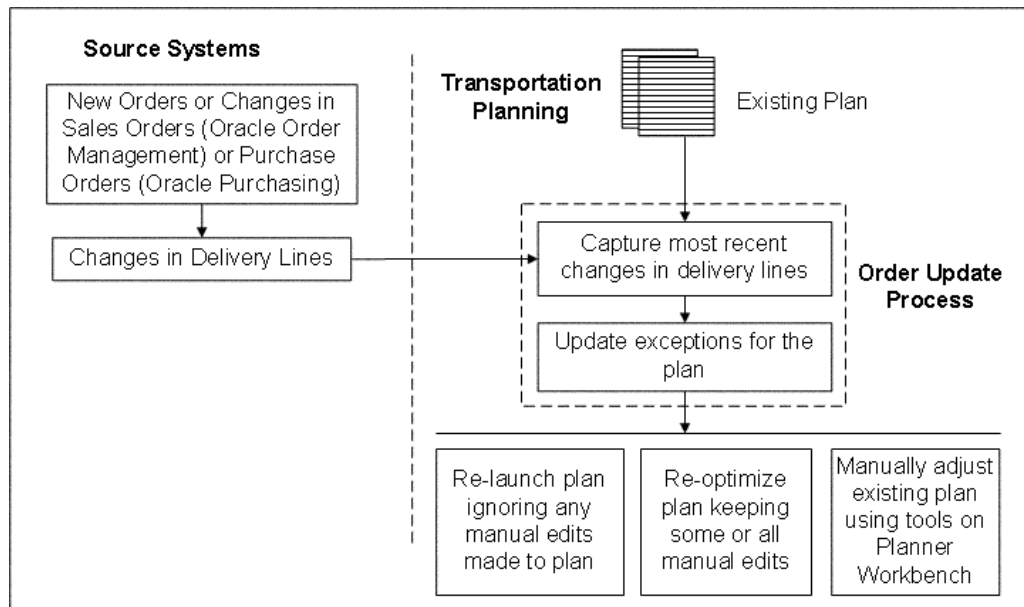 Source Systems
New Orders or Changes in
Sales Orders (Oracle Order
Management) or Purchase
Orders (Oracle Purchasing)
Changes in Delivery Lines
Transportation
Planning
Existing Plan
Capture most recent
changes in delivery lines
Order Update
Process
Update exceptions for the
plan
Re-launch plan
ignoring any
manual edits
made to plan
Re-optimize
plan keeping
some or all
manual edits
Manually adjust
existing plan
using tools on
Planner
Workbench